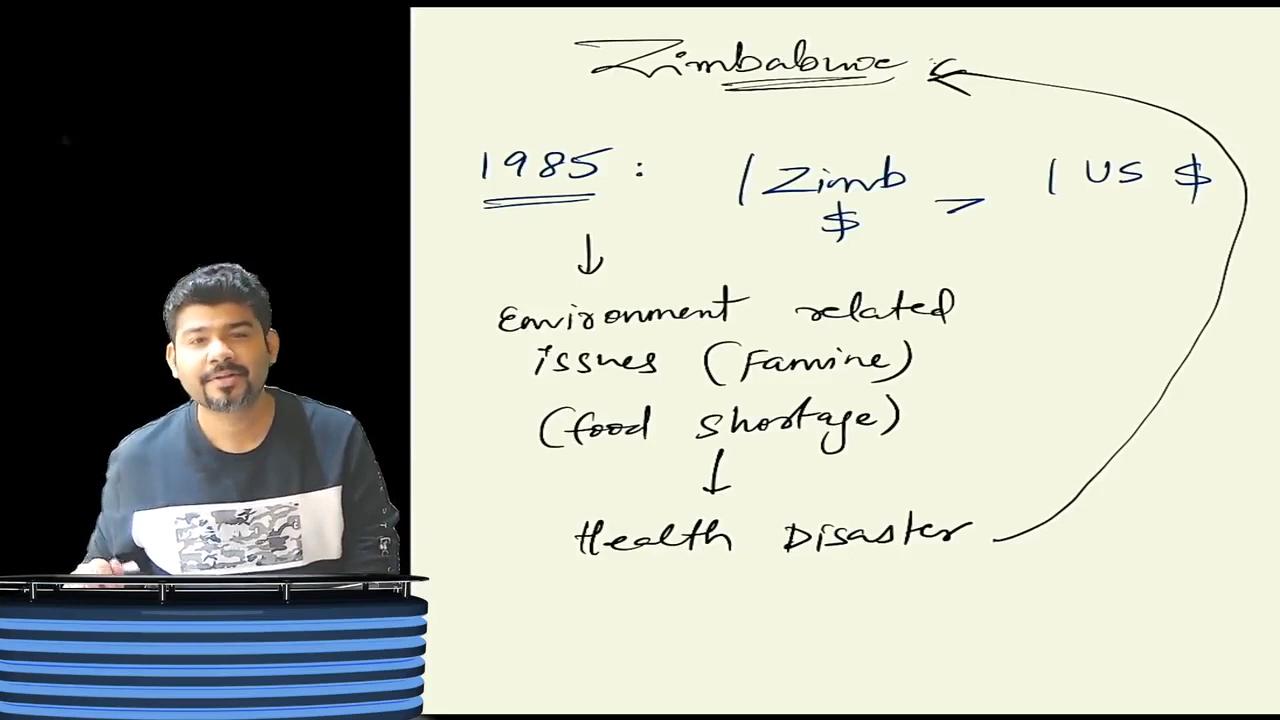 Zimbabwe
1985 : 1 Zimb $ > 1 US $
Environment related
issues (Famine)
(food shortage)
Health Disaster